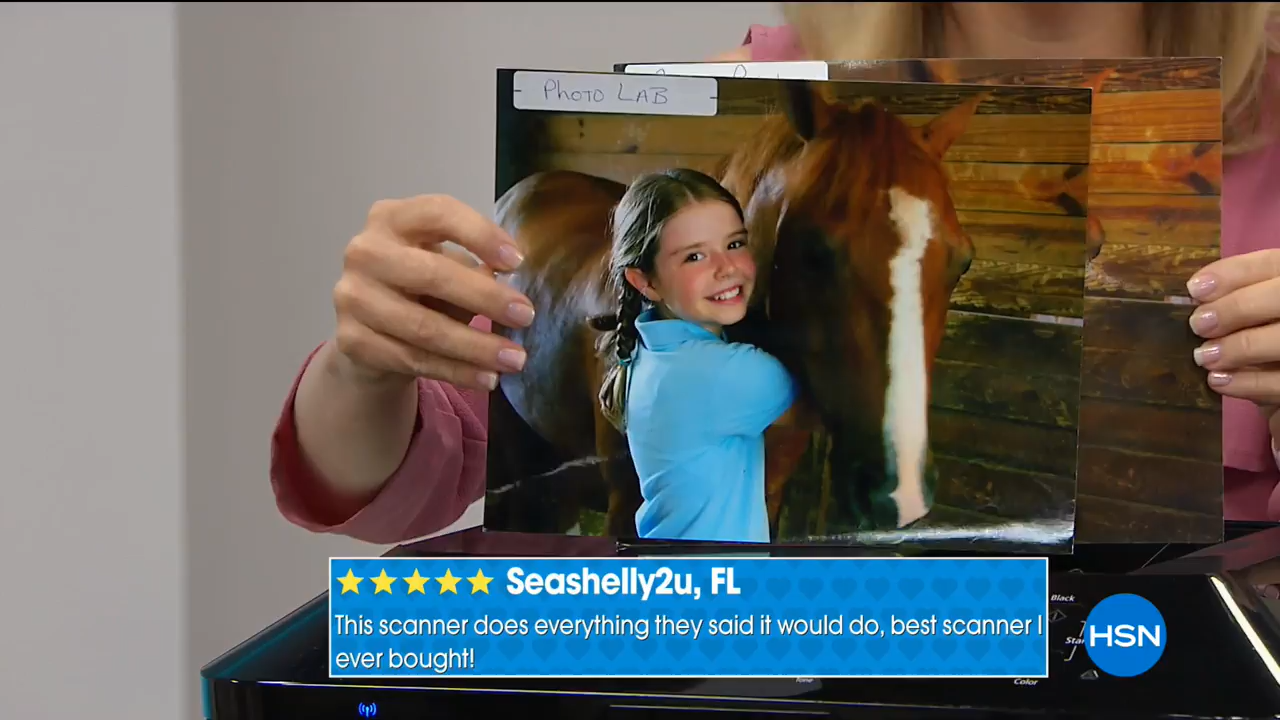 PHOTO LAB
Seashelly2u, FL
This scanner does everything they said it would do, best scanner I
ever bought!
HSN
Black
Color